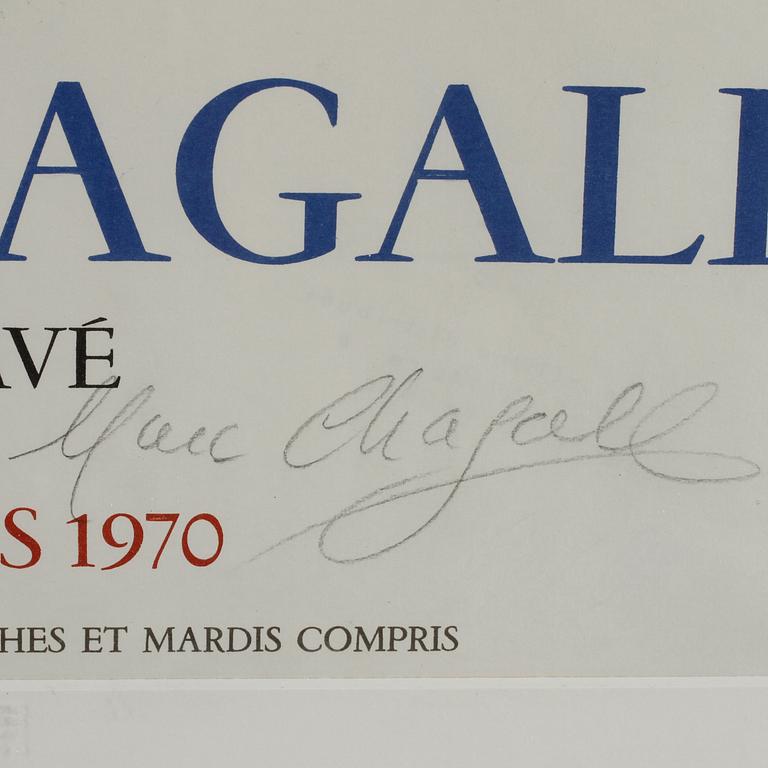 AGALL
AVÉ
Marc Chagall
S 1970
HES ET MARDIS COMPRIS